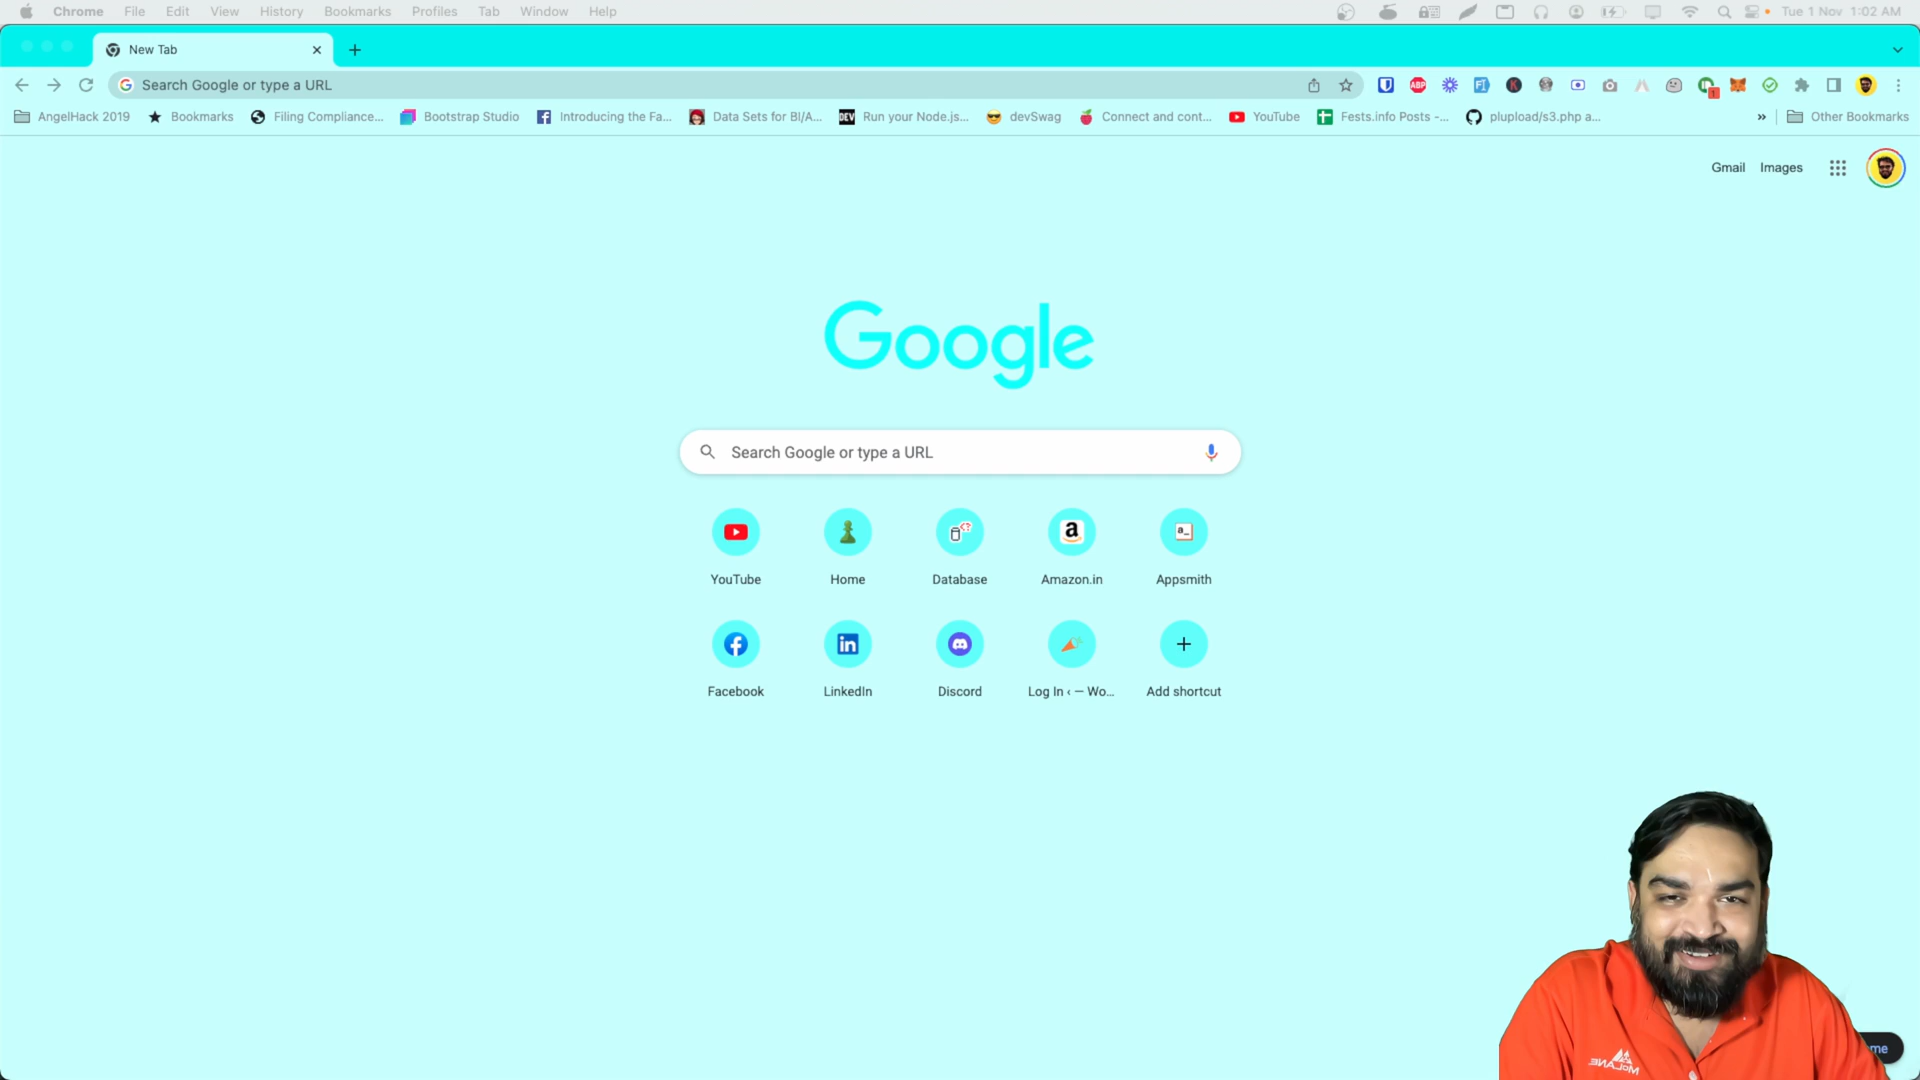 Chrome File Edit View History Bookmarks Profiles Tab Window Help Tue 1 Nov 1:02 AM
New Tab
Search Google or type a URL
AngelHack 2019 Bookmarks Filing Compliance... Bootstrap Studio Introducing the Fa... Data Sets for BI/A... Run your Node.js... devSwag Connect and cont... YouTube Fests.info Posts -... plupload/s3.php a... » Other Bookmarks
Gmail Images
Google
Search Google or type a URL
YouTube Home Database Amazon.in Appsmith
Facebook LinkedIn Discord Log In ‹ — Wo... Add shortcut